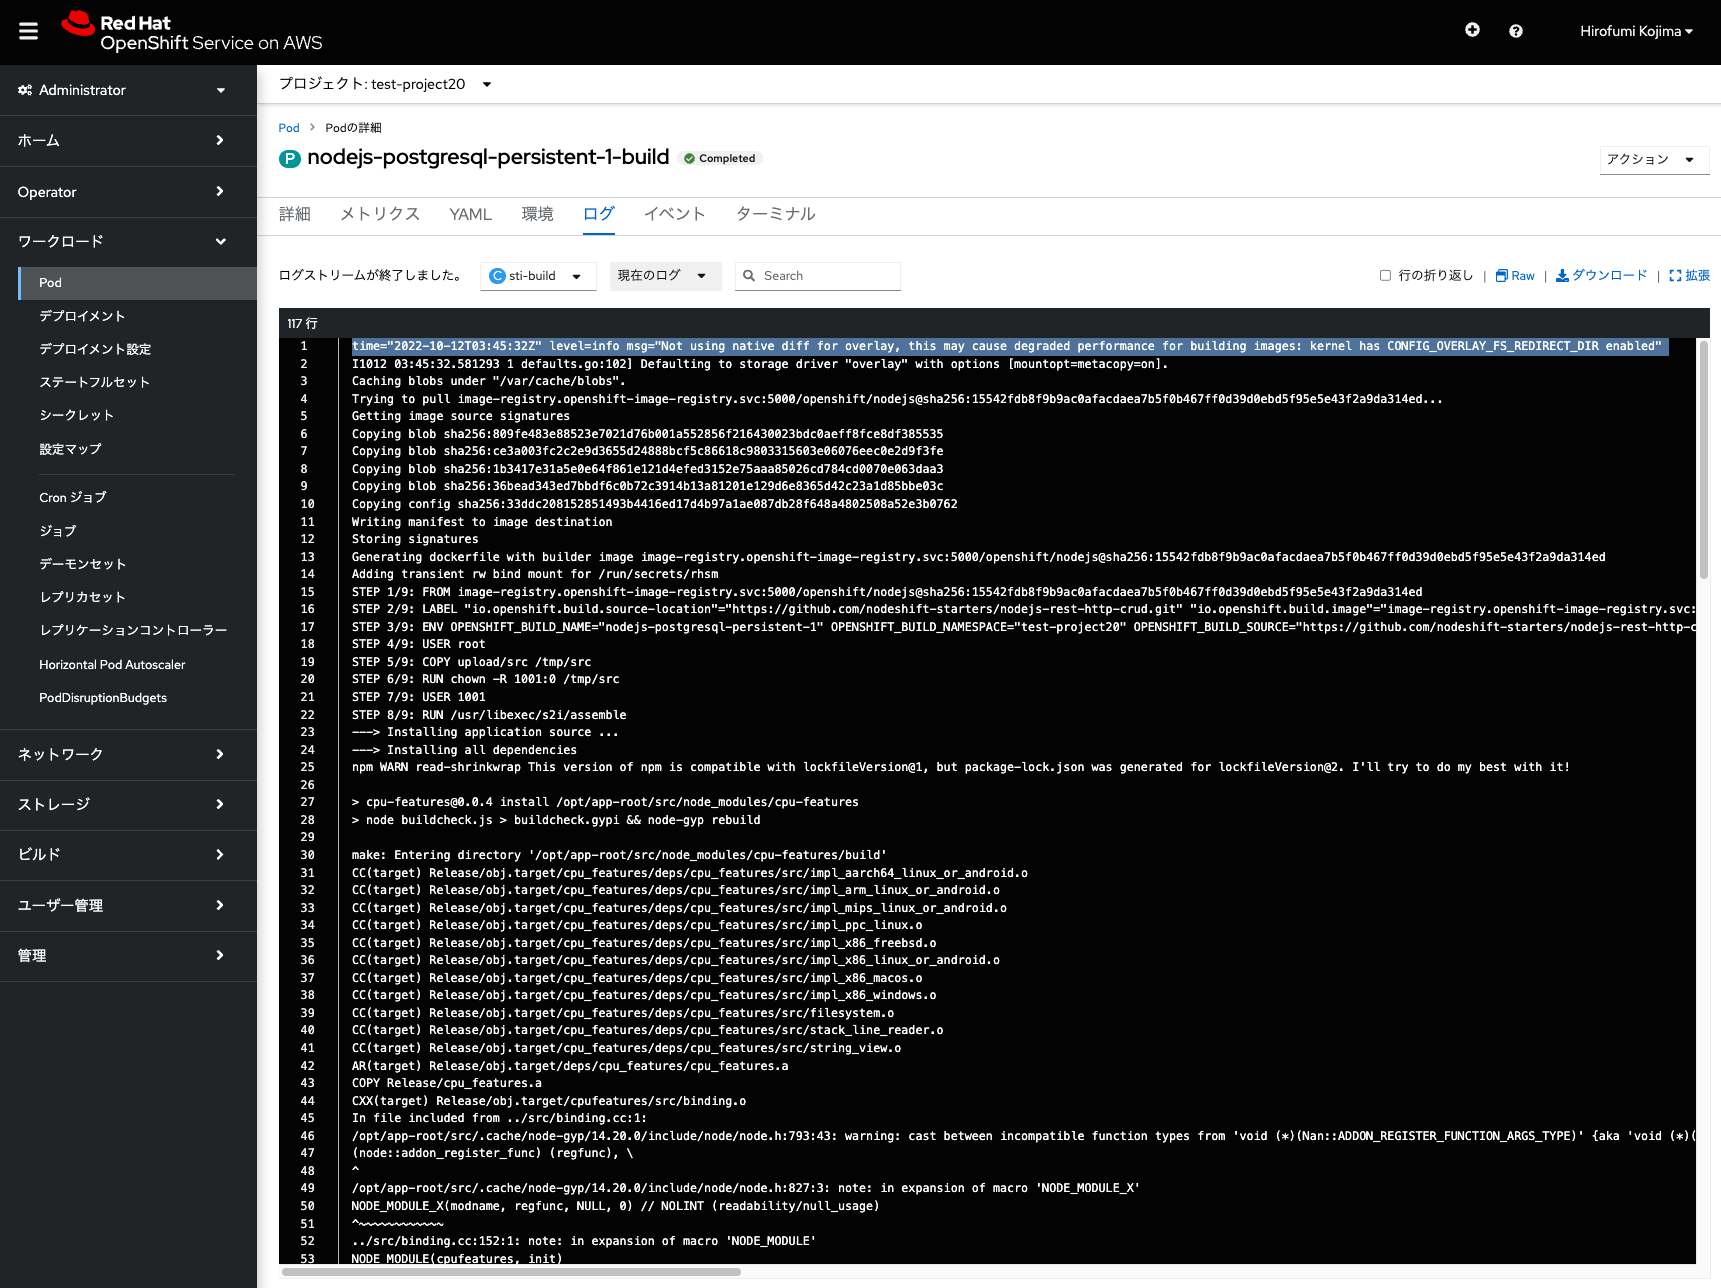 Red Hat
OpenShift Service on AWS
Hirofumi Kojima
Administrator
ホーム
Operator
ワークロード
Pod
デプロイメント
デプロイメント設定
ステートフルセット
シークレット
設定マップ
Cron ジョブ
ジョブ
デーモンセット
レプリカセット
レプリケーションコントローラー
Horizontal Pod Autoscaler
PodDisruptionBudgets
ネットワーク
ストレージ
ビルド
ユーザー管理
管理
プロジェクト: test-project20
Pod Podの詳細
P nodejs-postgresql-persistent-1-build Completed
アクション
詳細 メトリクス YAML 環境 ログ イベント ターミナル
ログストリームが終了しました。 C sti-build 現在のログ Search 行の折り返し | Raw | ダウンロード | 拡張
117 行
1 time="2022-10-12T03:45:32Z" level=info msg="Not using native diff for overlay, this may cause degraded performance for building images: kernel has CONFIG_OVERLAY_FS_REDIRECT_DIR enabled"
2 I1012 03:45:32.581293 1 defaults.go:102] Defaulting to storage driver "overlay" with options [mountopt=metacopy=on].
3 Caching blobs under "/var/cache/blobs".
4 Trying to pull image-registry.openshift-image-registry.svc:5000/openshift/nodejs@sha256:15542fdb8f9b9ac0afacdaea7b5f0b467ff0d39d0ebd5f95e5e43f2a9da314ed...
5 Getting image source signatures
6 Copying blob sha256:809fe483e88523e7021d76b001a552856f216430023bdc0aeff8fce8df385535
7 Copying blob sha256:ce3a003fc2c2e9d3655d24888bcf5c86618c9803315603e06076eec0e2d9f3fe
8 Copying blob sha256:1b3417e31a5e0e64f861e121d4efed3152e75aaa85026cd784cd0070e063daa3
9 Copying blob sha256:36bead343ed7bbdf6c0b72c3914b13a81201e129d6e8365d42c23a1d85bbe03c
10 Copying config sha256:33ddc208152851493b4416ed17d4b97a1ae087db28f648a4802508a52e3b0762
11 Writing manifest to image destination
12 Storing signatures
13 Generating dockerfile with builder image image-registry.openshift-image-registry.svc:5000/openshift/nodejs@sha256:15542fdb8f9b9ac0afacdaea7b5f0b467ff0d39d0ebd5f95e5e43f2a9da314ed
14 Adding transient rw bind mount for /run/secrets/rhsm
15 STEP 1/9: FROM image-registry.openshift-image-registry.svc:5000/openshift/nodejs@sha256:15542fdb8f9b9ac0afacdaea7b5f0b467ff0d39d0ebd5f95e5e43f2a9da314ed
16 STEP 2/9: LABEL "io.openshift.build.source-location"="https://github.com/nodeshift-starters/nodejs-rest-http-crud.git" "io.openshift.build.image"="image-registry.openshift-image-registry.svc:
17 STEP 3/9: ENV OPENSHIFT_BUILD_NAME="nodejs-postgresql-persistent-1" OPENSHIFT_BUILD_NAMESPACE="test-project20" OPENSHIFT_BUILD_SOURCE="https://github.com/nodeshift-starters/nodejs-rest-http-c
18 STEP 4/9: USER root
19 STEP 5/9: COPY upload/src /tmp/src
20 STEP 6/9: RUN chown -R 1001:0 /tmp/src
21 STEP 7/9: USER 1001
22 STEP 8/9: RUN /usr/libexec/s2i/assemble
23 ---> Installing application source ...
24 ---> Installing all dependencies
25 npm WARN read-shrinkwrap This version of npm is compatible with lockfileVersion@1, but package-lock.json was generated for lockfileVersion@2. I'll try to do my best with it!
26
27 > cpu-features@0.0.4 install /opt/app-root/src/node_modules/cpu-features
28 > node buildcheck.js > buildcheck.gypi && node-gyp rebuild
29
30 make: Entering directory '/opt/app-root/src/node_modules/cpu-features/build'
31 CC(target) Release/obj.target/cpu_features/deps/cpu_features/src/impl_aarch64_linux_or_android.o
32 CC(target) Release/obj.target/cpu_features/deps/cpu_features/src/impl_arm_linux_or_android.o
33 CC(target) Release/obj.target/cpu_features/deps/cpu_features/src/impl_mips_linux_or_android.o
34 CC(target) Release/obj.target/cpu_features/deps/cpu_features/src/impl_ppc_linux.o
35 CC(target) Release/obj.target/cpu_features/deps/cpu_features/src/impl_x86_freebsd.o
36 CC(target) Release/obj.target/cpu_features/deps/cpu_features/src/impl_x86_linux_or_android.o
37 CC(target) Release/obj.target/cpu_features/deps/cpu_features/src/impl_x86_macos.o
38 CC(target) Release/obj.target/cpu_features/deps/cpu_features/src/impl_x86_windows.o
39 CC(target) Release/obj.target/cpu_features/deps/cpu_features/src/filesystem.o
40 CC(target) Release/obj.target/cpu_features/deps/cpu_features/src/stack_line_reader.o
41 CC(target) Release/obj.target/cpu_features/deps/cpu_features/src/string_view.o
42 AR(target) Release/obj.target/deps/cpu_features/cpu_features.a
43 COPY Release/cpu_features.a
44 CXX(target) Release/obj.target/cpufeatures/src/binding.o
45 In file included from ../src/binding.cc:1:
46 /opt/app-root/src/.cache/node-gyp/14.20.0/include/node/node.h:793:43: warning: cast between incompatible function types from 'void (*)(Nan::ADDON_REGISTER_FUNCTION_ARGS_TYPE)' {aka 'void (*)(
47 (node::addon_register_func) (regfunc), \
48 ^
49 /opt/app-root/src/.cache/node-gyp/14.20.0/include/node/node.h:827:3: note: in expansion of macro 'NODE_MODULE_X'
50 NODE_MODULE_X(modname, regfunc, NULL, 0) // NOLINT (readability/null_usage)
51 ^~~~~~~~~~~~~
52 ../src/binding.cc:152:1: note: in expansion of macro 'NODE_MODULE'
53 NODE_MODULE(cpufeatures, init)